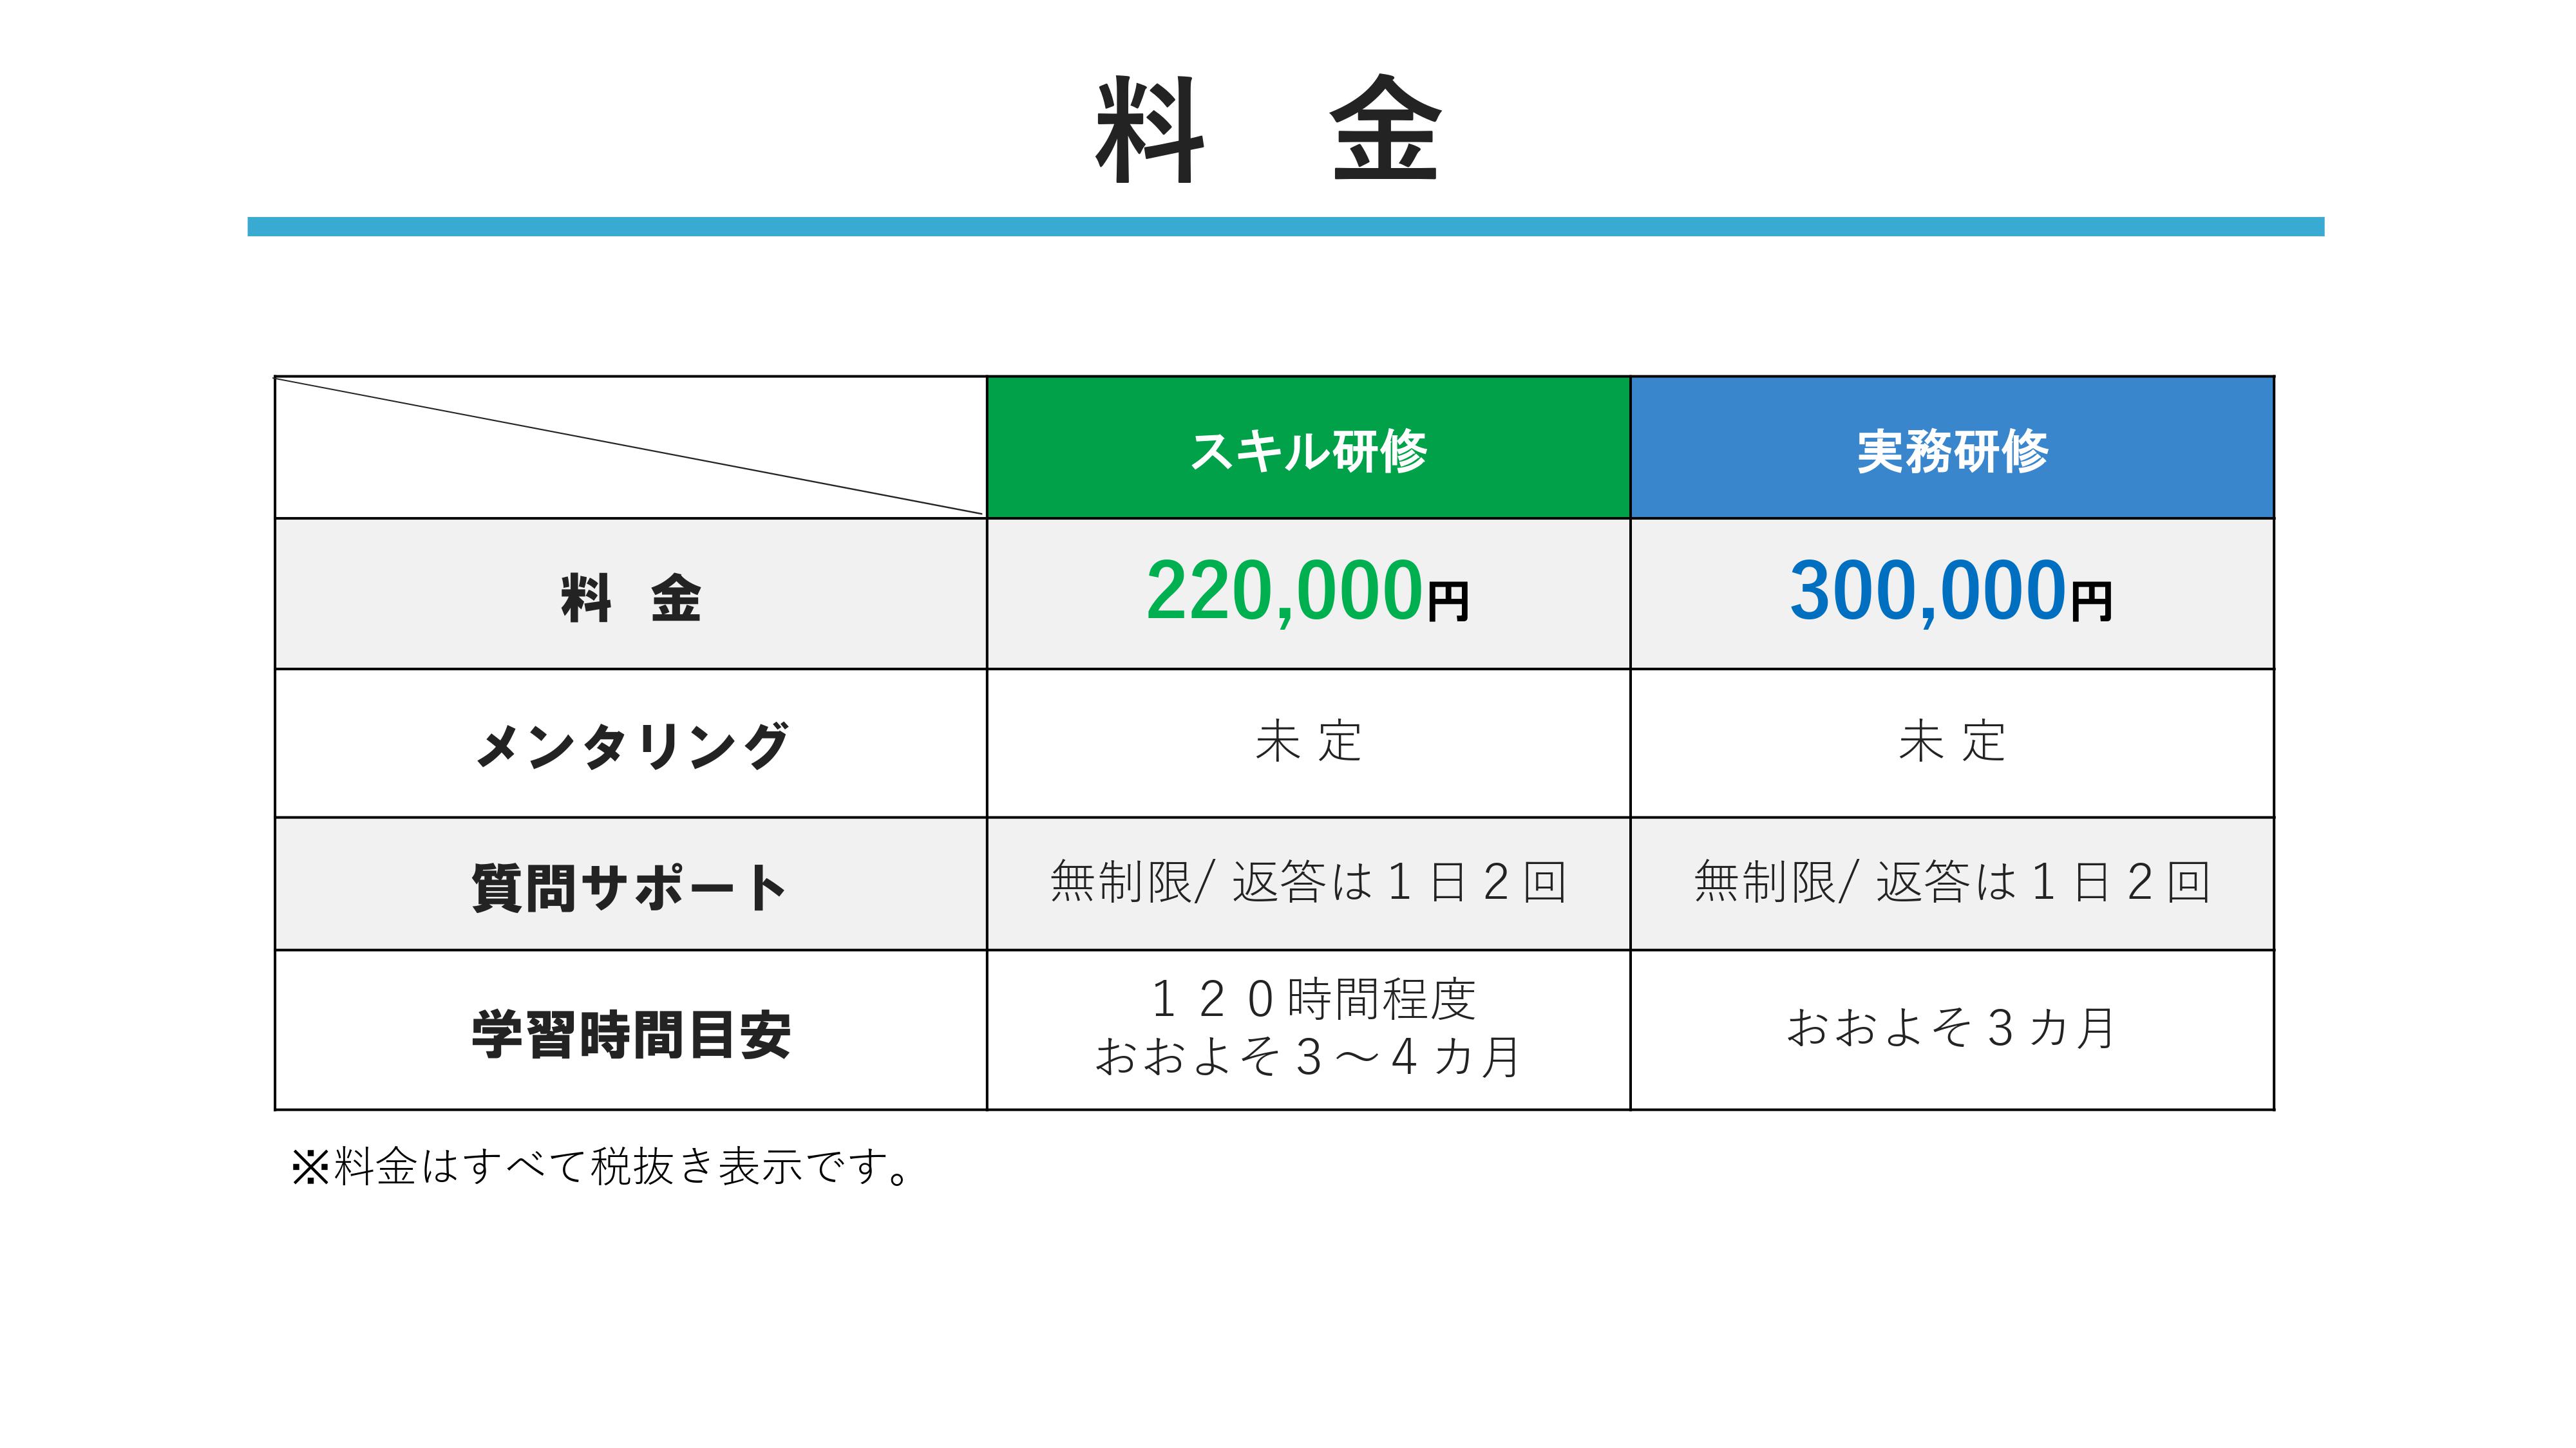 料　金
スキル研修
実務研修
料 金
220,000円
300,000円
メンタリング
未 定
未 定
質問サポート
無制限/ 返答は１日２回
無制限/ 返答は１日２回
学習時間目安
１２０時間程度
おおよそ３～４カ月
おおよそ３カ月
※料金はすべて税抜き表示です。